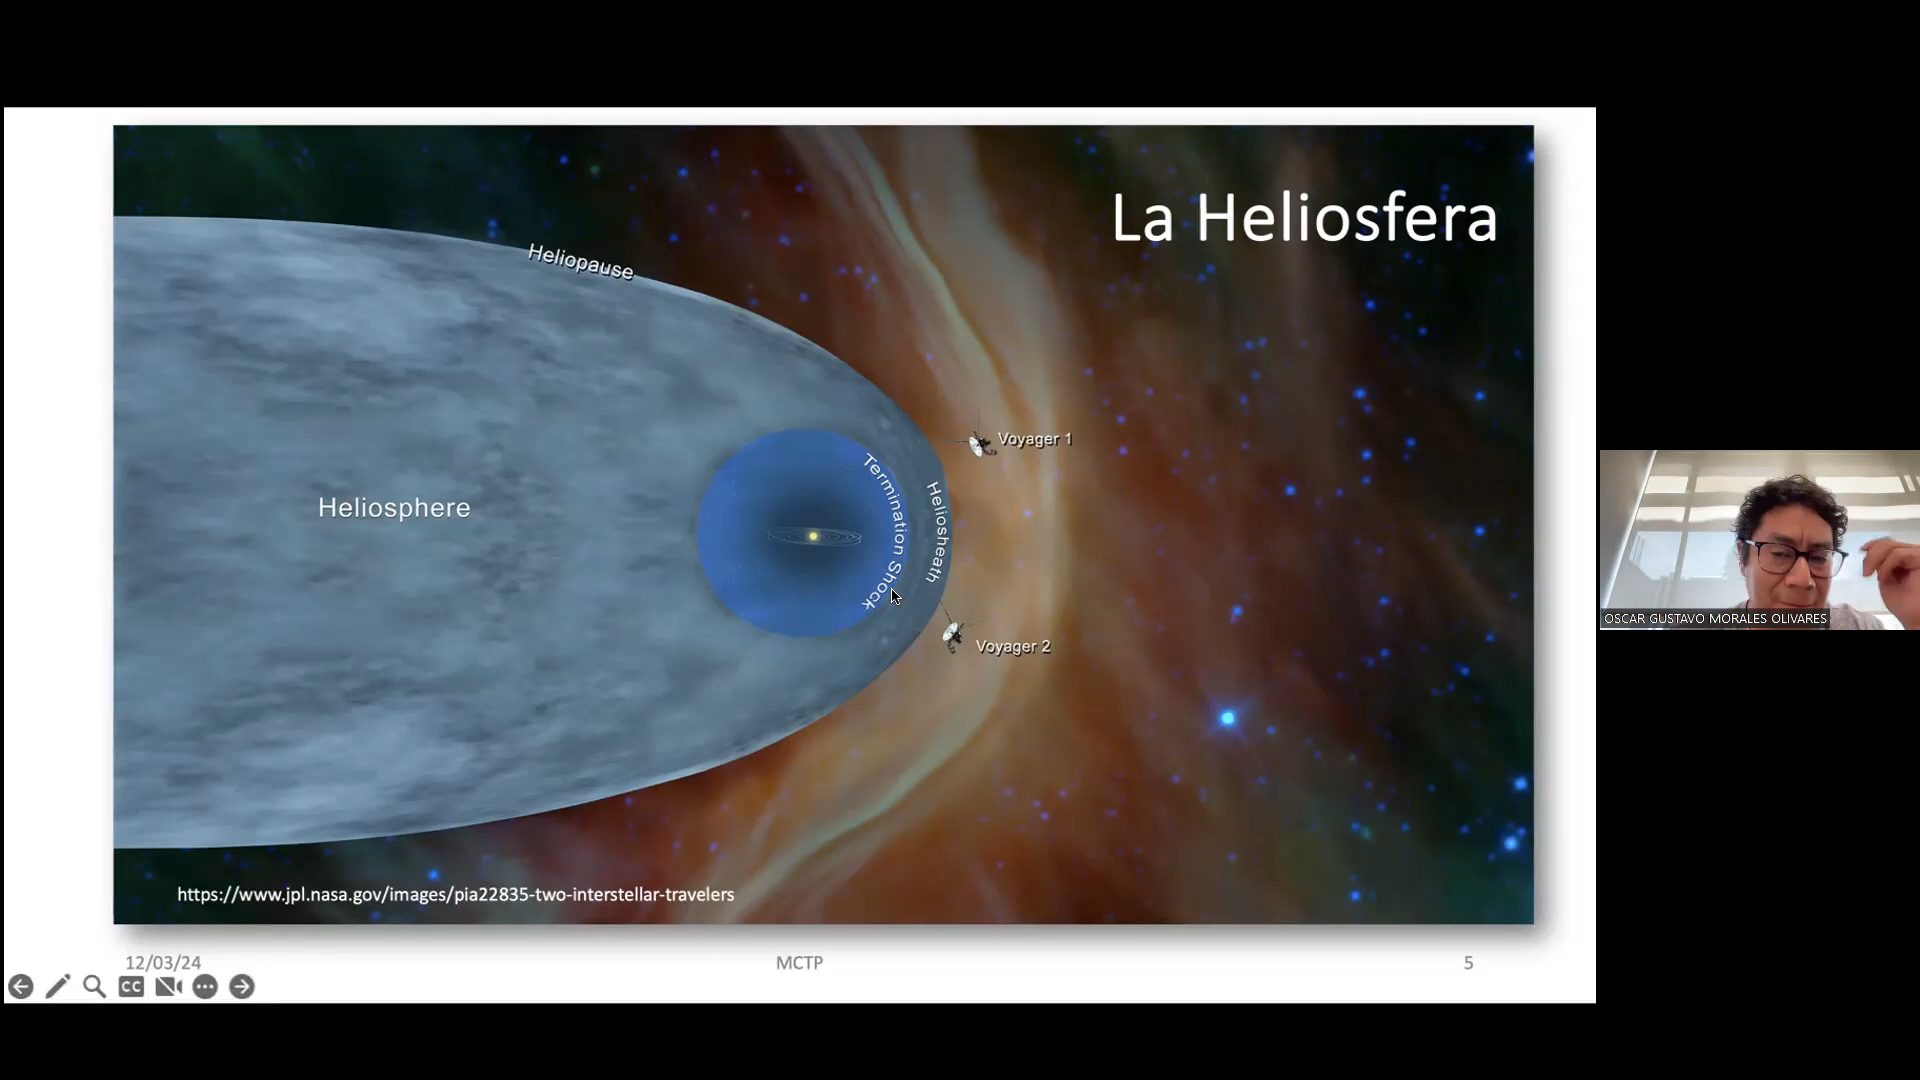 La Heliosfera
Heliopause
Voyager 1
Termination Shock
Heliosheath
Heliosphere
Voyager 2
https://www.jpl.nasa.gov/images/pia22835-two-interstellar-travelers
12/03/24
MCTP
5
CC
OSCAR GUSTAVO MORALES OLIVARES